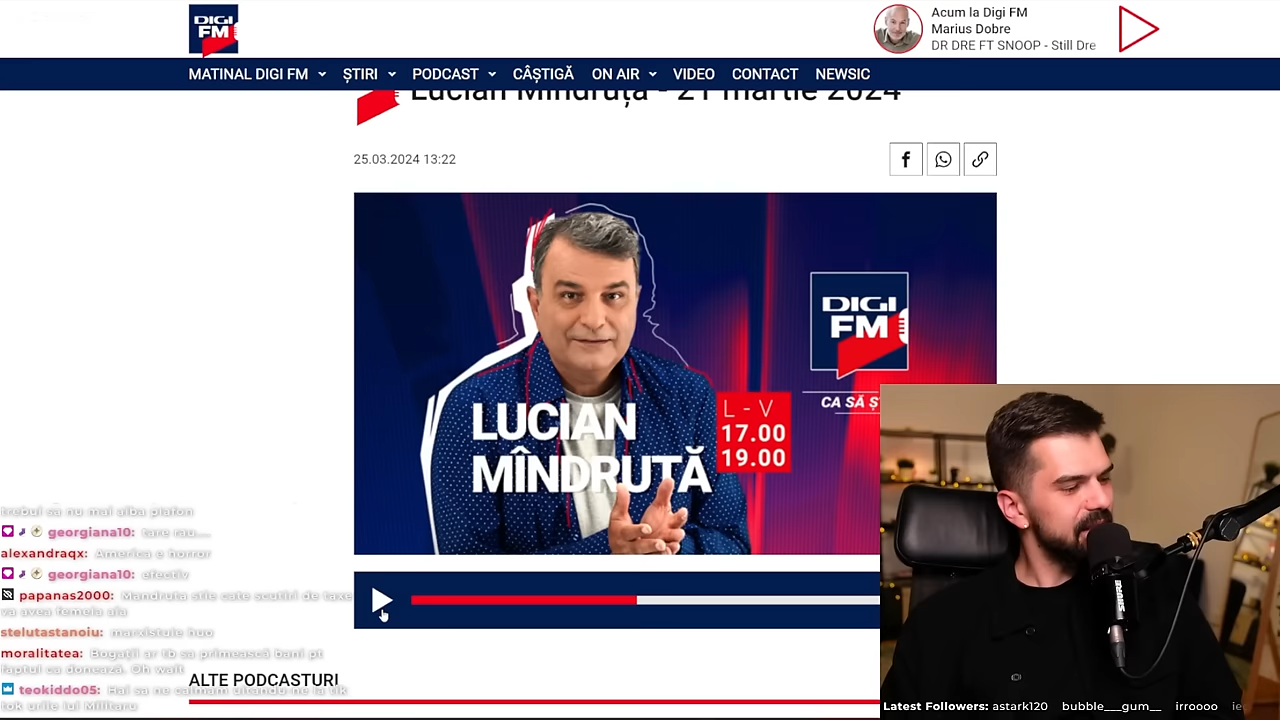 DIGI
FM
Acum la Digi FM
Marius Dobre
DR DRE FT SNOOP - Still Dre
MATINAL DIGI FM
ȘTIRI
PODCAST
CÂȘTIGĂ
ON AIR
VIDEO
CONTACT
NEWSIC
Lucian Mîndruță - 21 martie 2024
25.03.2024 13:22
DIGI
FM
CA SĂ Ș
LUCIAN
MÎNDRUȚĂ
L - V
17.00
19.00
trebui sa nu mai aiba plafon
georgiana10: tare rau....
alexandraqx: America e horror
georgiana10: efectiv
papanas2000: Mandruta stie cate scutiri de taxe
va avea femeia aia
stelutastanoiu: marxistule huo
moralitatea: Bogații ar tb sa primească bani pt
faptul ca donează. Oh wait
teokiddo05: Hai sa ne calmam uitandu-ne la tik
tok urile lui Militaru
ALTE PODCASTURI
SHURE
Latest Followers: astark120 bubble___gum__ irroooo